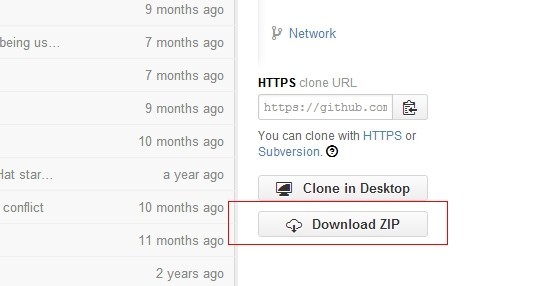 9 months ago
being us... 7 months ago
7 months ago
9 months ago
10 months ago
Hat star... a year ago
conflict 10 months ago
11 months ago
2 years ago
Network
HTTPS clone URL
https://github.com
You can clone with HTTPS or
Subversion.
Clone in Desktop
Download ZIP